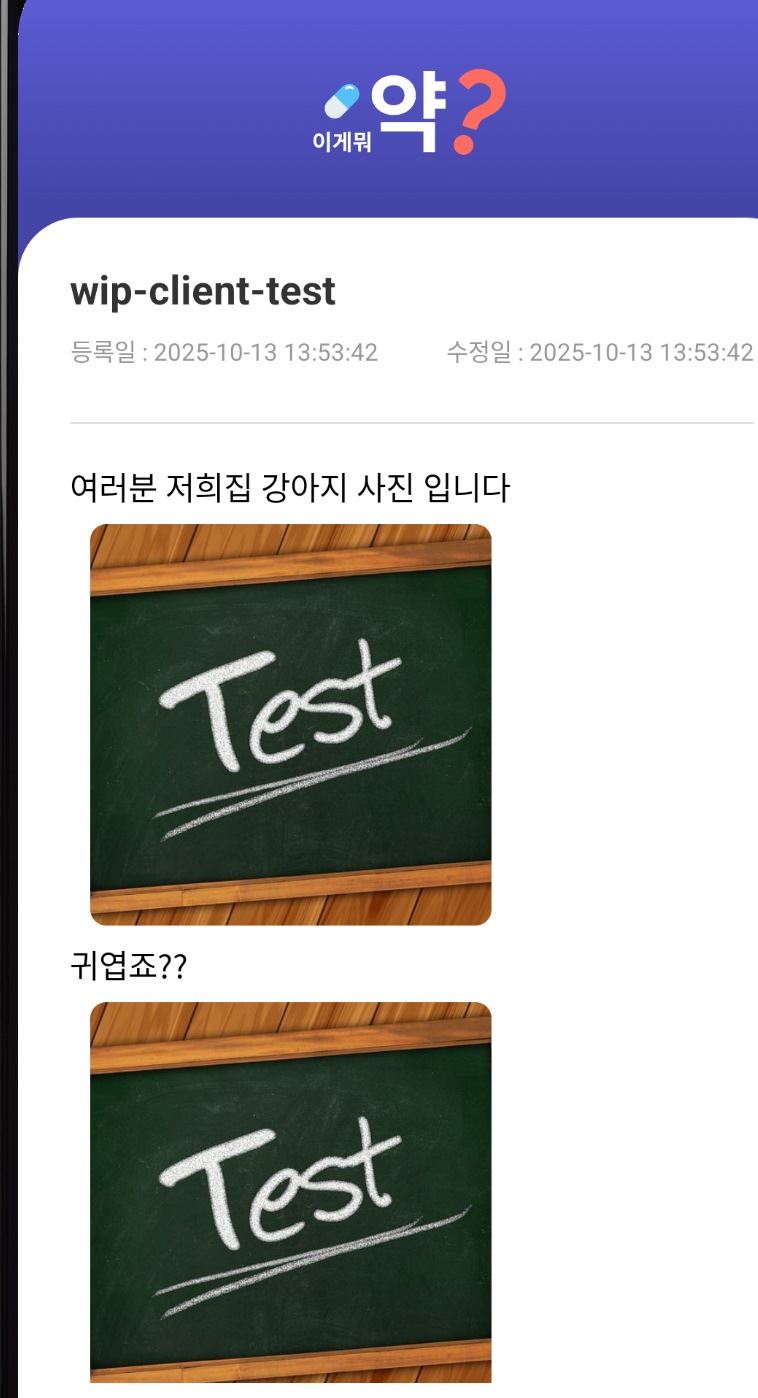 이게뭐약?
wip-client-test
등록일 : 2025-10-13 13:53:42 수정일 : 2025-10-13 13:53:42
여러분 저희집 강아지 사진 입니다
Test
귀엽죠??
Test